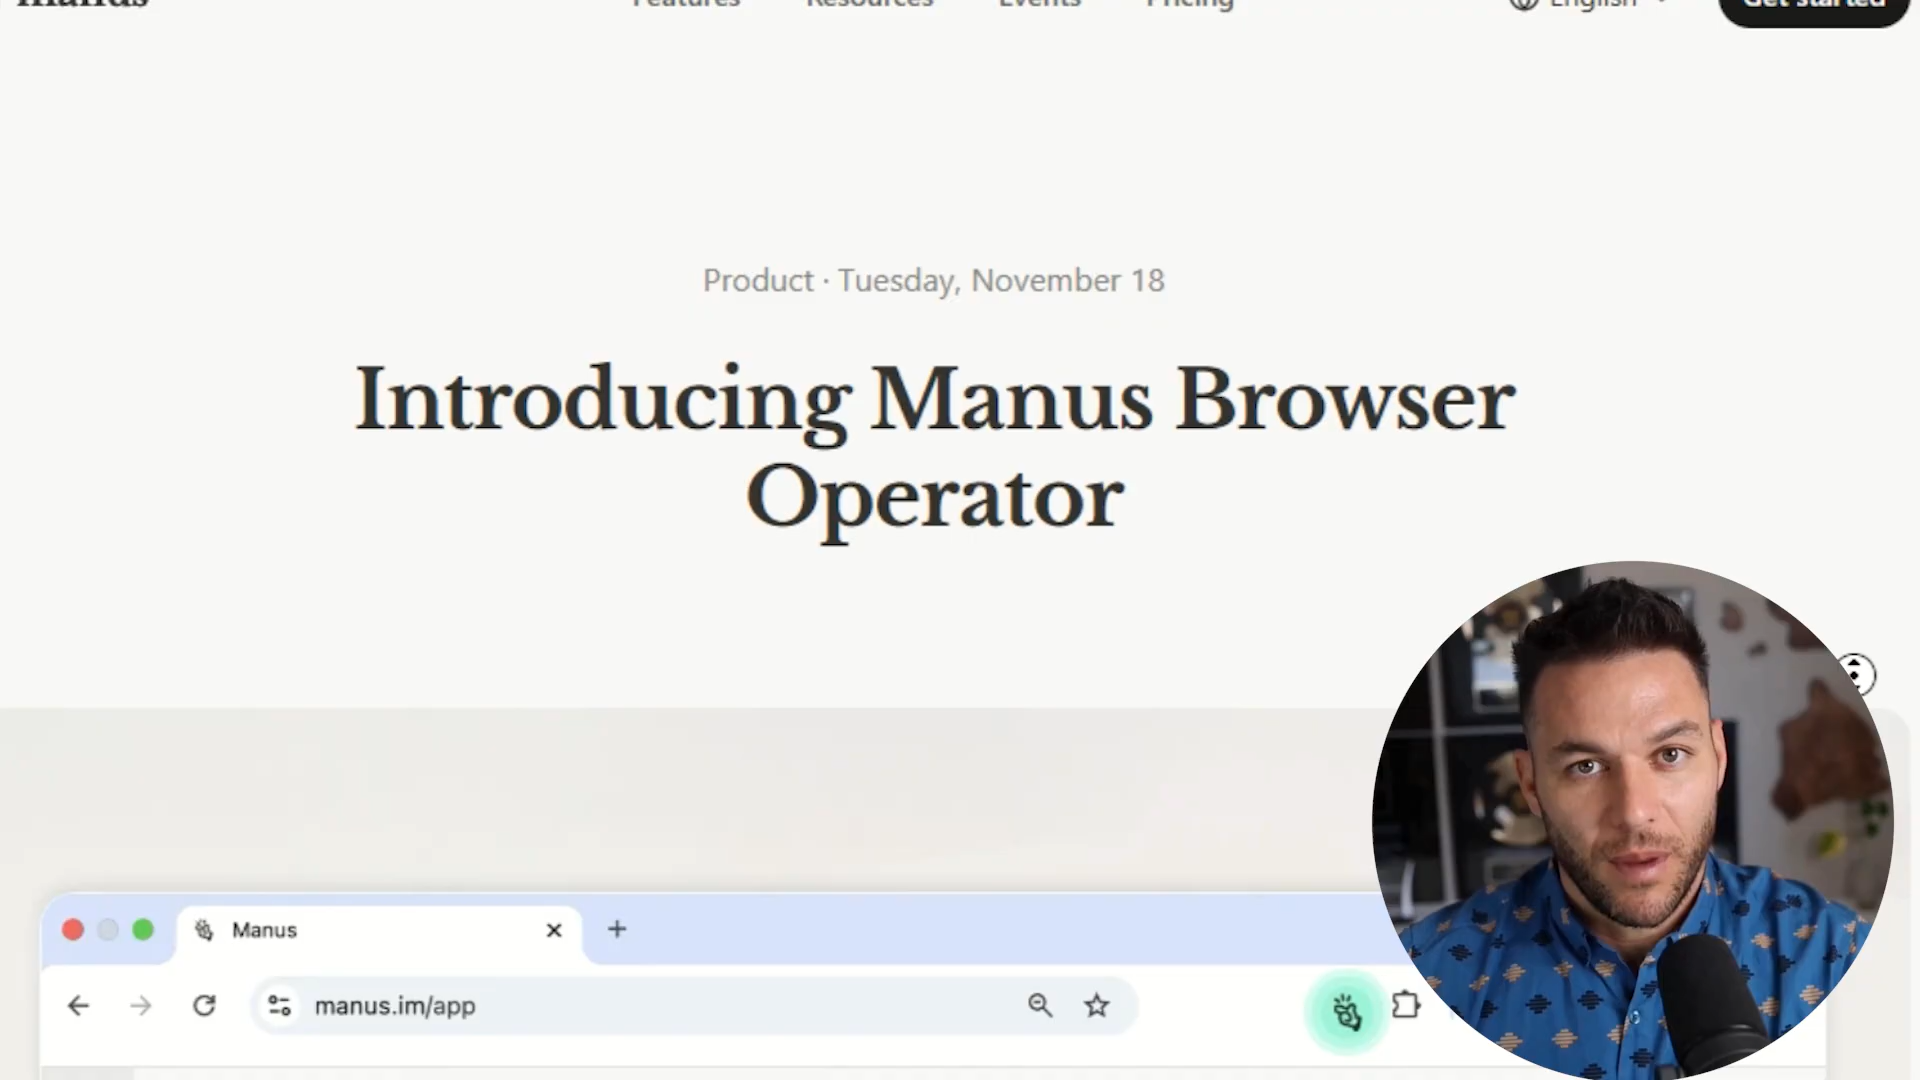 manus
Features Resources Events Pricing English Get started
Product · Tuesday, November 18
Introducing Manus Browser
Operator
Manus
manus.im/app